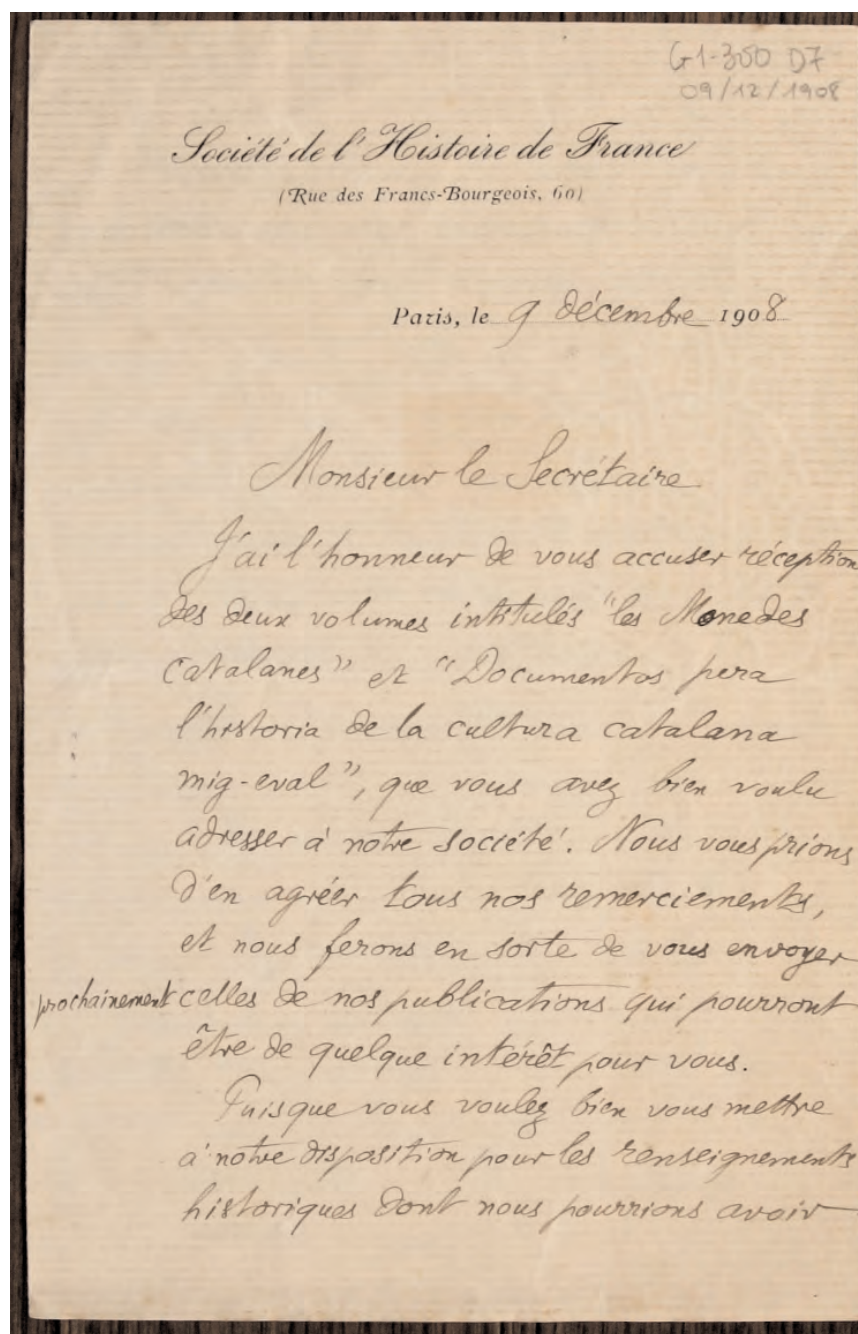 G1-350 D7
09/12/1908
Société de l'Histoire de France
(Rue des Francs-Bourgeois, 60)
Paris, le 9 décembre 1908
Monsieur le Secrétaire
J'ai l'honneur de vous accuser réception
des deux volumes intitulés "les Monedes
Catalanes" et "Documentos pera
l'historia de la cultura catalana
mig-eval", que vous avez bien voulu
adresser à notre société. Nous vous prions
d'en agréer tous nos remerciements,
et nous ferons en sorte de vous envoyer
prochainement celles de nos publications qui pourront
être de quelque intérêt pour vous.
Puisque vous voulez bien vous mettre
à notre disposition pour les renseignements
historiques dont nous pourrions avoir